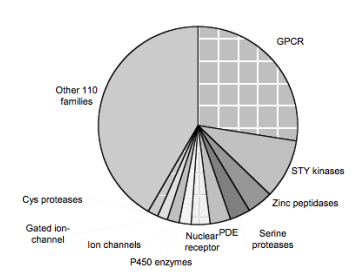 GPCR
Other 110
families
STY kinases
Zinc peptidases
Cys proteases
Gated ion-
channel
Ion channels
P450 enzymes
Nuclear
receptor
PDE
Serine
proteases